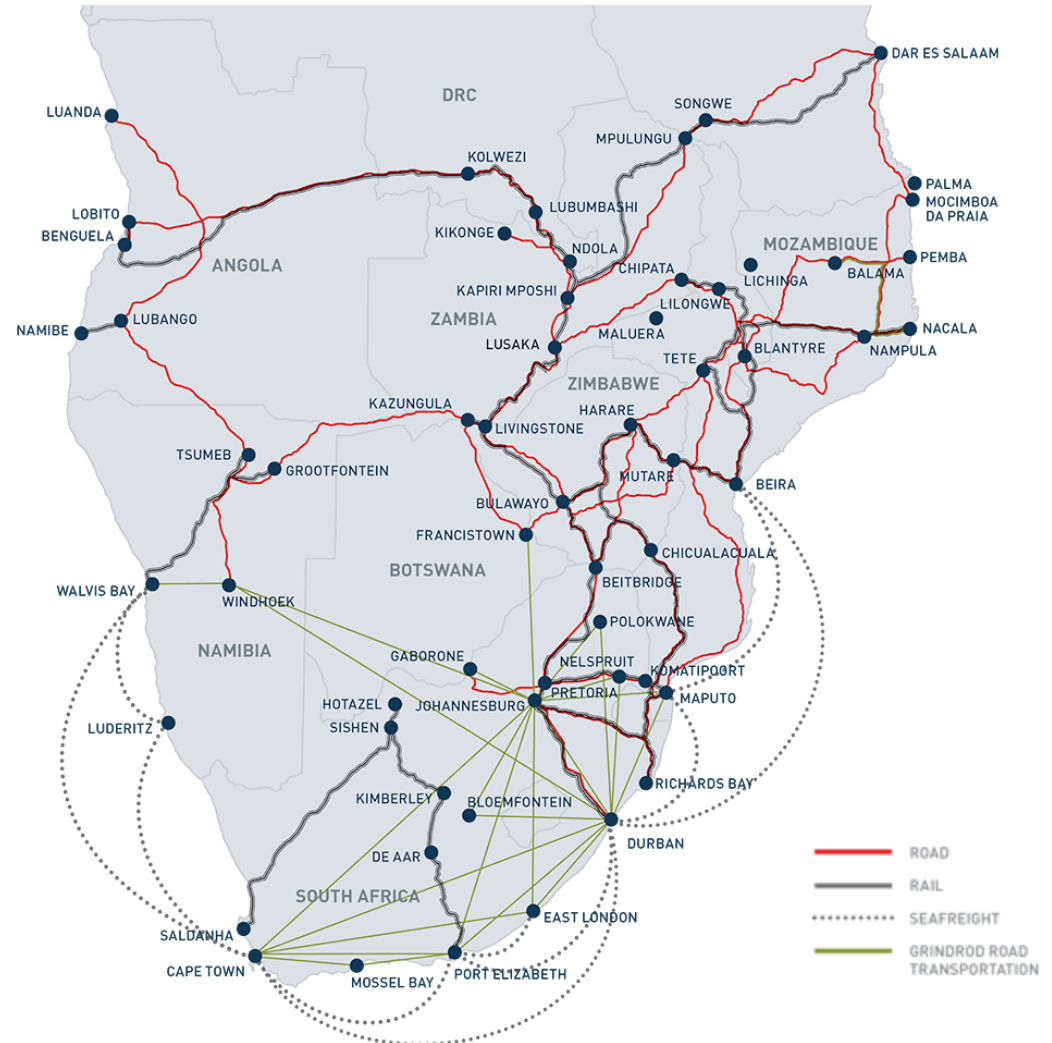 DAR ES SALAAM
DRC
SONGWE
LUANDA
MPULUNGU
KOLWEZI
PALMA
LUBUMBASHI
MOCIMBOA
DA PRAIA
LOBITO
KIKONGE
BENGUELA
NDOLA
MOZAMBIQUE
ANGOLA
CHIPATA
PEMBA
BALAMA
LICHINGA
KAPIRI MPOSHI
LILONGWE
ZAMBIA
LUBANGO
NAMIBE
MALUERA
NACALA
LUSAKA
BLANTYRE
NAMPULA
TETE
ZIMBABWE
KAZUNGULA
HARARE
LIVINGSTONE
TSUMEB
GROOTFONTEIN
MUTARE
BEIRA
BULAWAYO
FRANCISTOWN
CHICUALACUALA
BOTSWANA
BEITBRIDGE
WALVIS BAY
WINDHOEK
POLOKWANE
NAMIBIA
GABORONE
NELSPRUIT
KOMATIPOORT
PRETORIA
MAPUTO
HOTAZEL
JOHANNESBURG
LUDERITZ
SISHEN
RICHARDS BAY
KIMBERLEY
BLOEMFONTEIN
DURBAN
DE AAR
SOUTH AFRICA
EAST LONDON
SALDANHA
CAPE TOWN
MOSSEL BAY
PORT ELIZABETH
ROAD
RAIL
SEAFREIGHT
GRINDROD ROAD
TRANSPORTATION